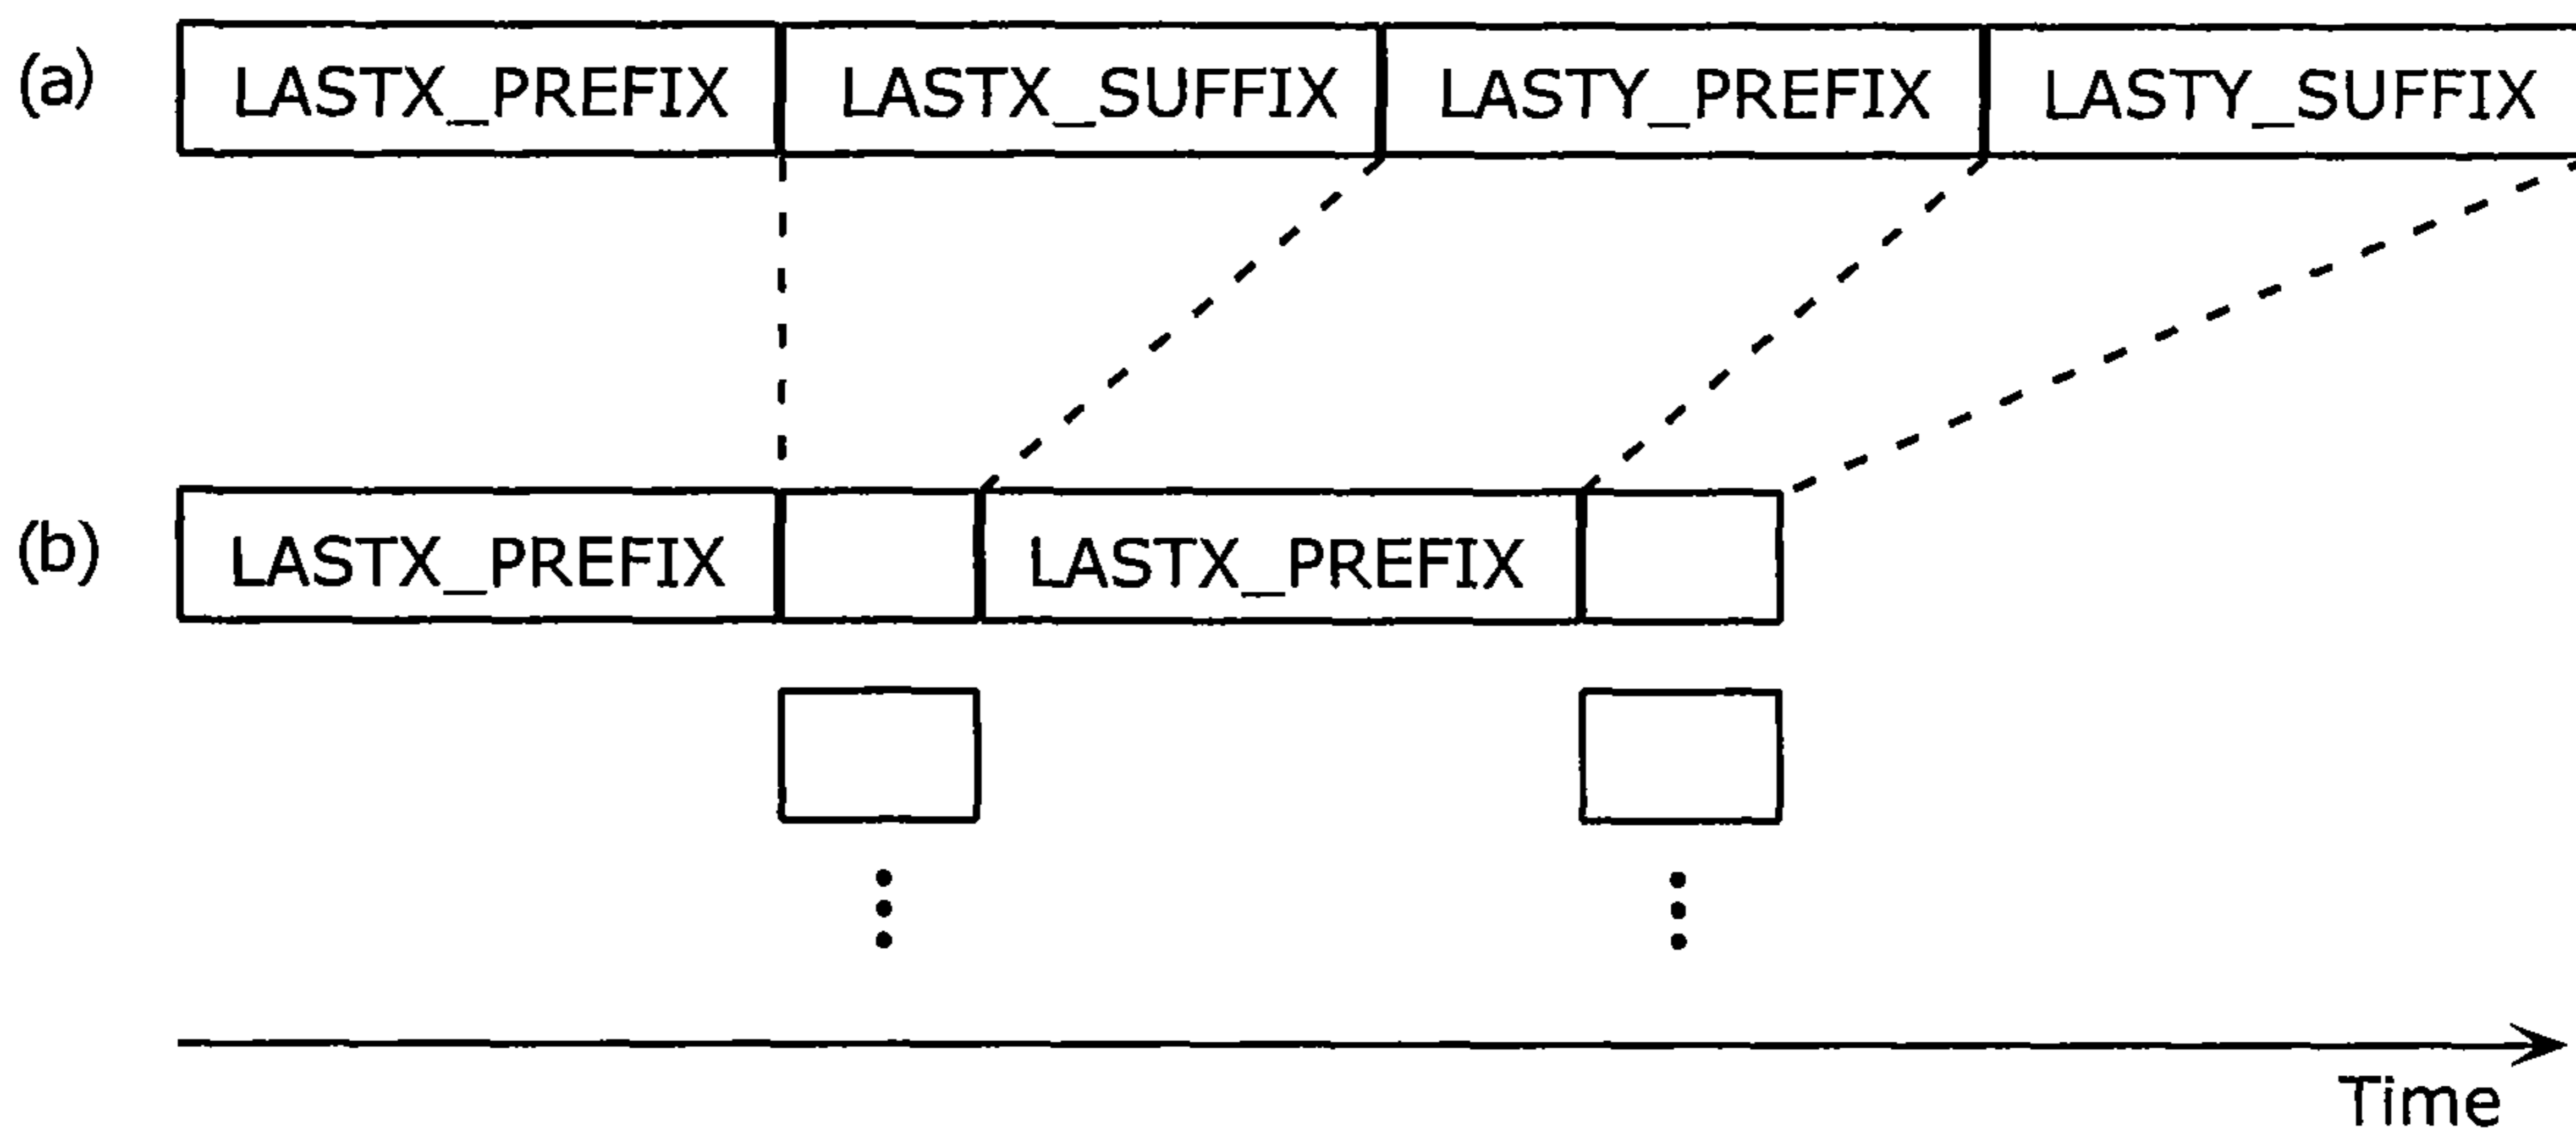 (a) LASTX_PREFIX LASTX_SUFFIX LASTY_PREFIX LASTY_SUFFIX
(b) LASTX_PREFIX LASTX_PREFIX
Time